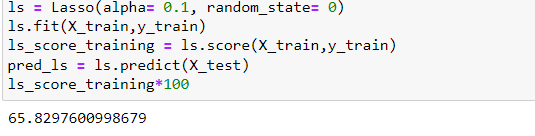 ls = Lasso(alpha= 0.1, random_state= 0)
ls.fit(X_train,y_train)
ls_score_training = ls.score(X_train,y_train)
pred_ls = ls.predict(X_test)
ls_score_training*100
65.8297600998679